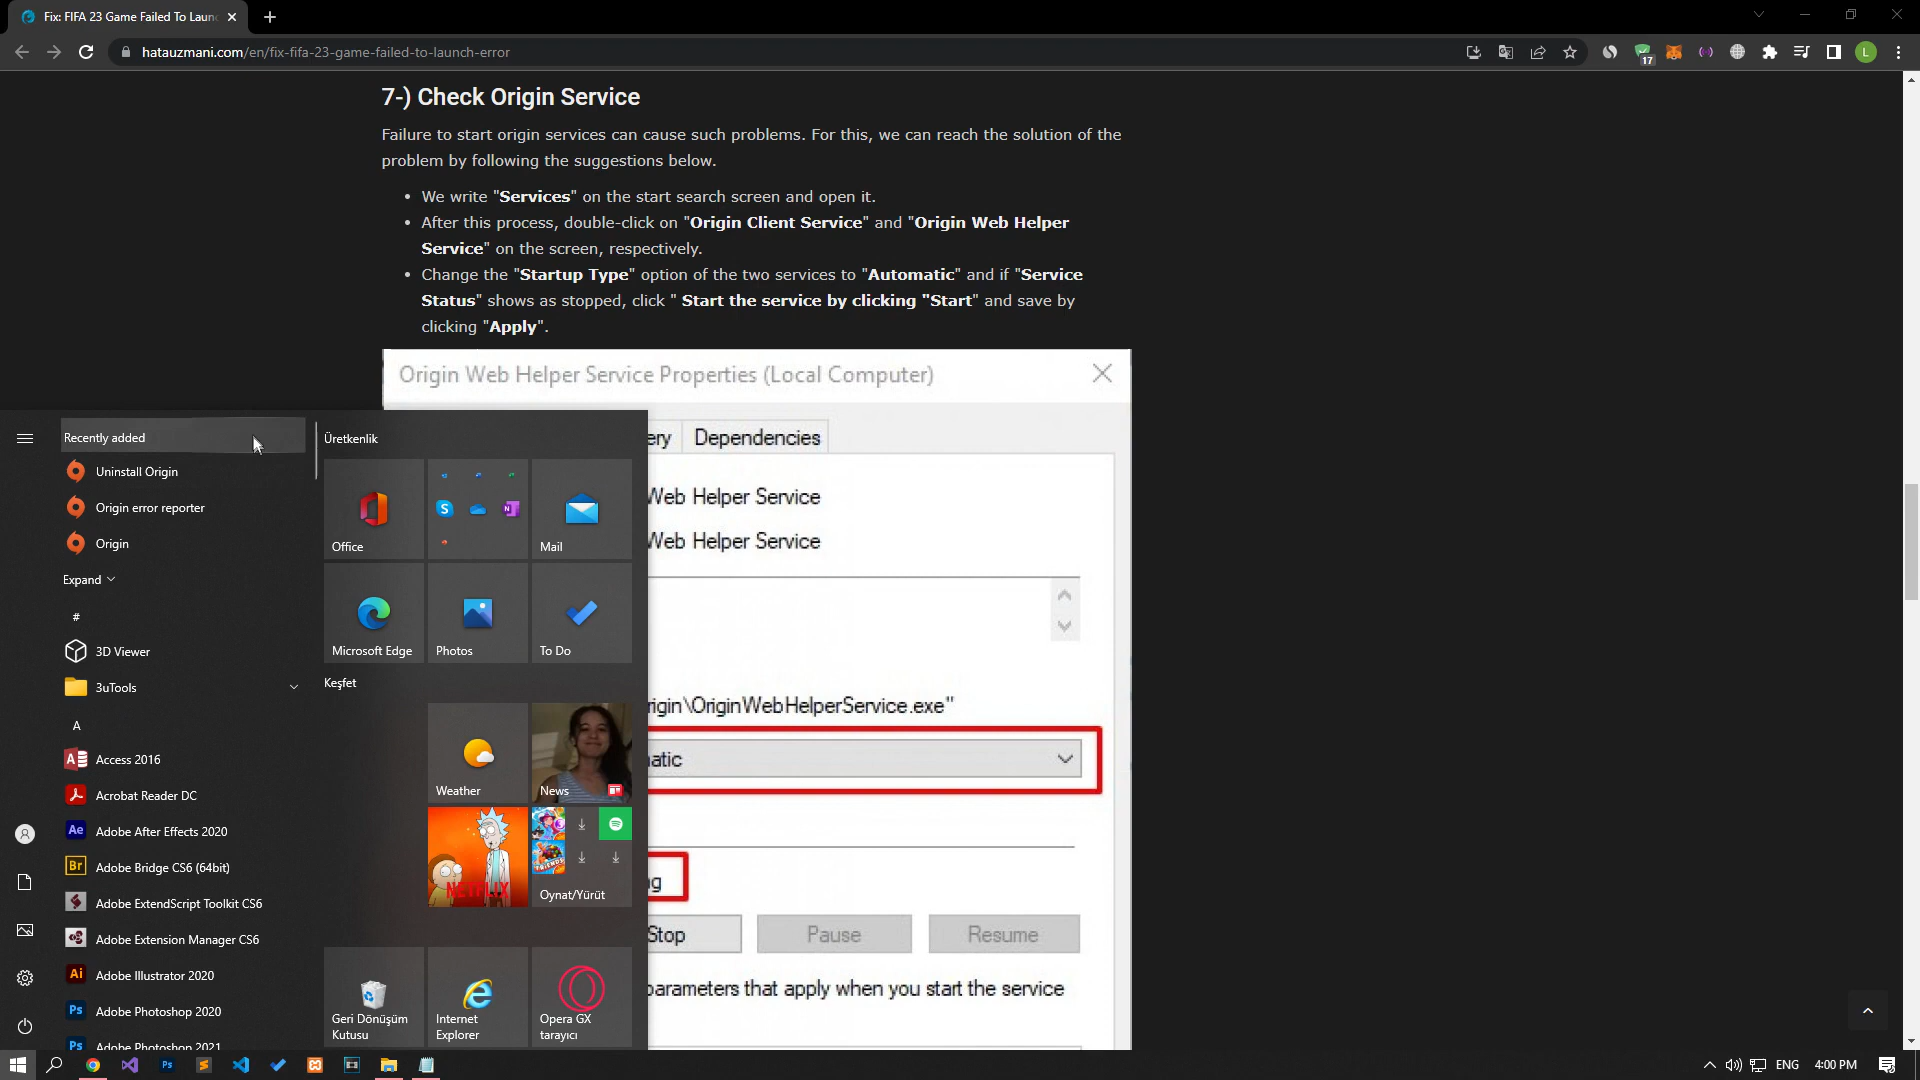 Fix: FIFA 23 Game Failed To Laun
hatauzmani.com/en/fix-fifa-23-game-failed-to-launch-error
17
L
7-) Check Origin Service
Failure to start origin services can cause such problems. For this, we can reach the solution of the
problem by following the suggestions below.
• We write "Services" on the start search screen and open it.
• After this process, double-click on "Origin Client Service" and "Origin Web Helper
Service" on the screen, respectively.
• Change the "Startup Type" option of the two services to "Automatic" and if "Service
Status" shows as stopped, click " Start the service by clicking "Start" and save by
clicking "Apply".
Origin Web Helper Service Properties (Local Computer)
ery
Dependencies
Web Helper Service
Web Helper Service
rigin\OriginWebHelperService.exe"
natic
ng
Stop
Pause
Resume
parameters that apply when you start the service
Recently added
Uninstall Origin
Origin error reporter
Origin
Expand
#
3D Viewer
3uTools
A
Access 2016
Acrobat Reader DC
Adobe After Effects 2020
Adobe Bridge CS6 (64bit)
Adobe ExtendScript Toolkit CS6
Adobe Extension Manager CS6
Adobe Illustrator 2020
Adobe Photoshop 2020
Adobe Photoshop 2021
Üretkenlik
Office
Mail
Microsoft Edge
Photos
To Do
Keşfet
Weather
News
NETFLIX
Oynat/Yürüt
Geri Dönüşüm
Kutusu
Internet
Explorer
Opera GX
tarayıcı
ENG
4:00 PM